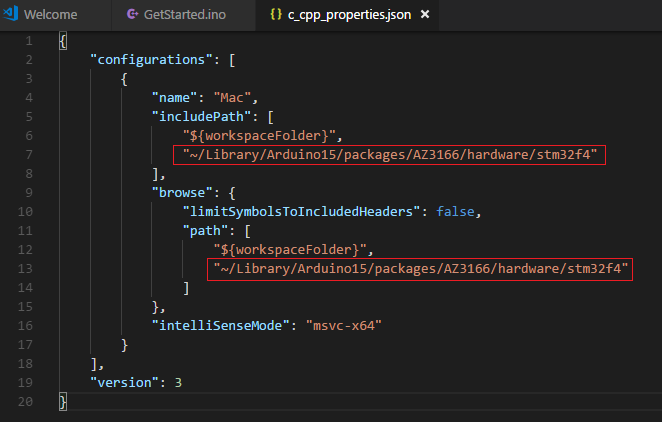 Welcome GetStarted.ino c_cpp_properties.json
1 {
2 "configurations": [
3 {
4 "name": "Mac",
5 "includePath": [
6 "${workspaceFolder}",
7 "~/Library/Arduino15/packages/AZ3166/hardware/stm32f4"
8 ],
9 "browse": {
10 "limitSymbolsToIncludedHeaders": false,
11 "path": [
12 "${workspaceFolder}",
13 "~/Library/Arduino15/packages/AZ3166/hardware/stm32f4"
14 ]
15 },
16 "intelliSenseMode": "msvc-x64"
17 }
18 ],
19 "version": 3
20 }